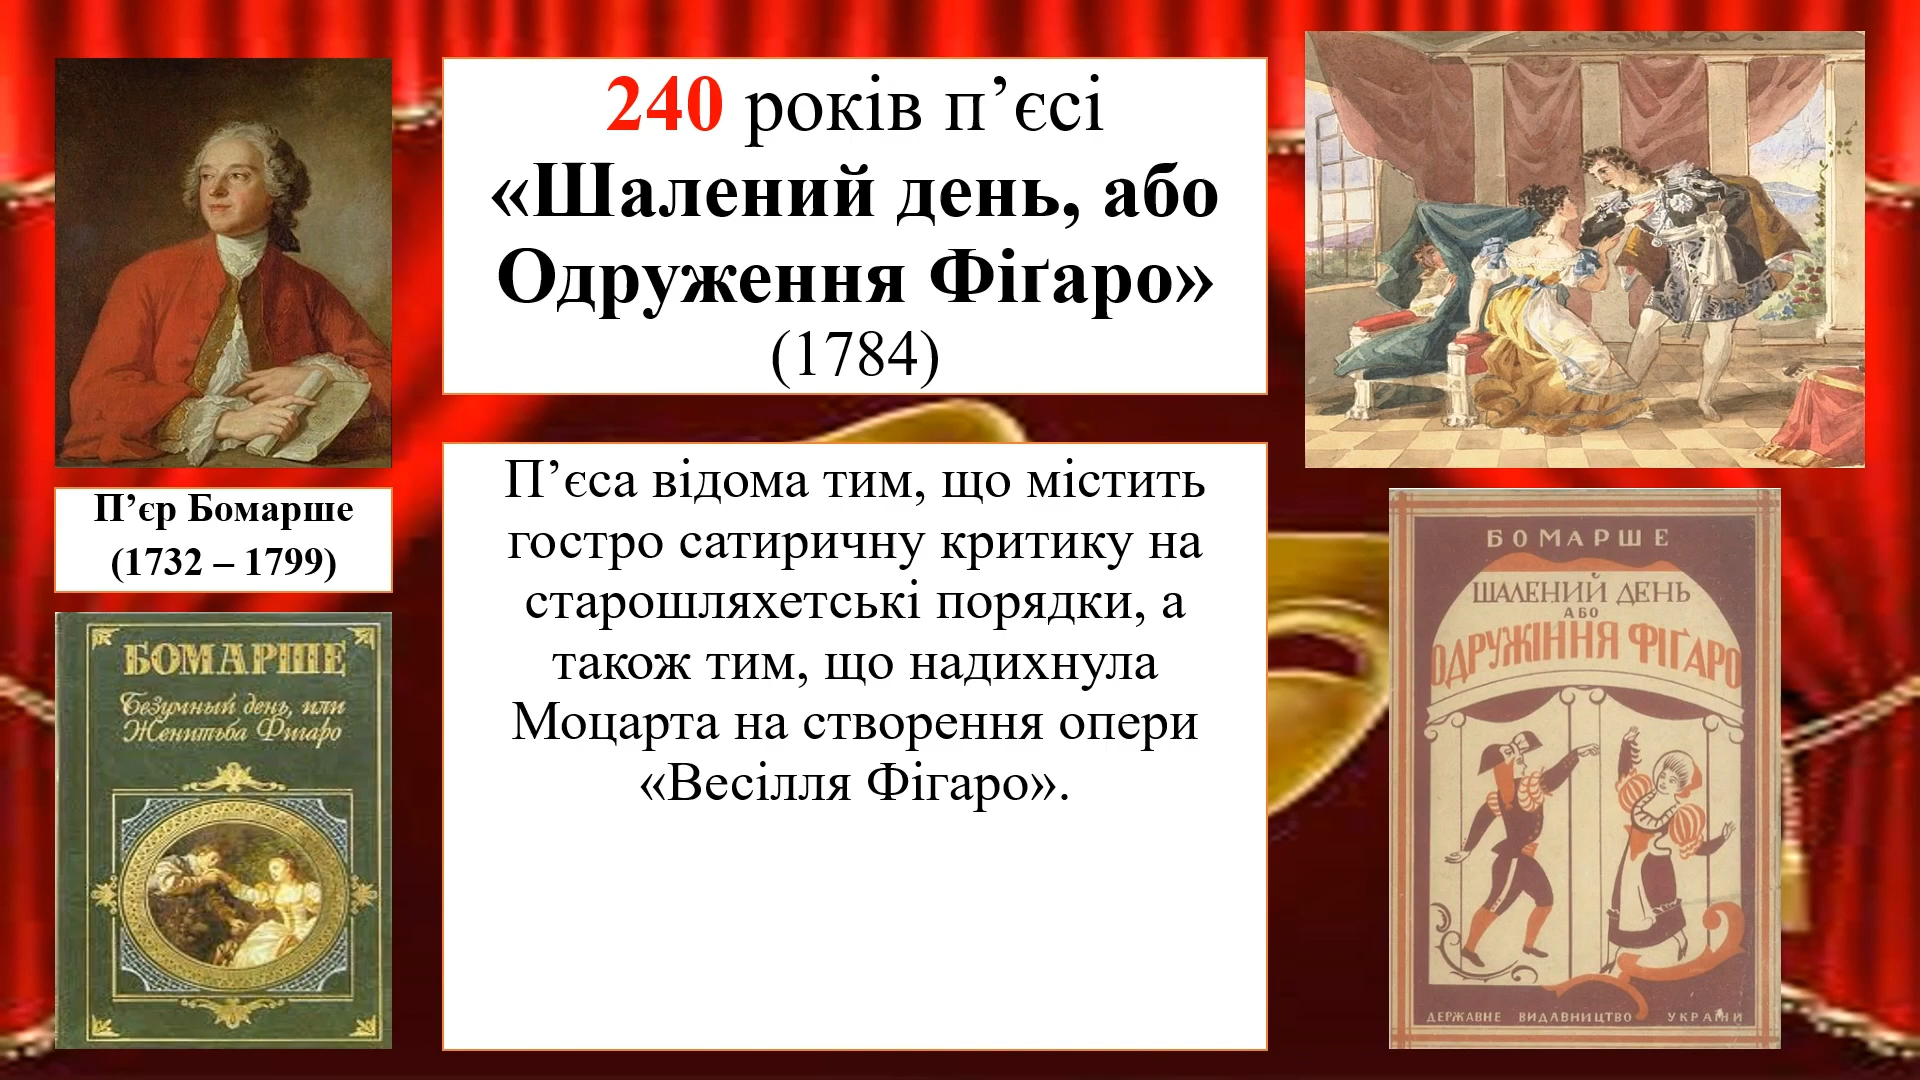 240 років п’єсі
«Шалений день, або
Одруження Фіґаро»
(1784)
П’єр Бомарше
(1732 – 1799)
П’єса відома тим, що містить
гостро сатиричну критику на
старошляхетські порядки, а
також тим, що надихнула
Моцарта на створення опери
«Весілля Фігаро».
БОМАРШЕ
Безумный день, или
Женитьба Фигаро
БОМАРШЕ
ШАЛЕНИЙ ДЕНЬ
АБО
ОДРУЖІННЯ ФІҐАРО
ДЕРЖАВНЕ ВИДАВНИЦТВО УКРАЇНИ